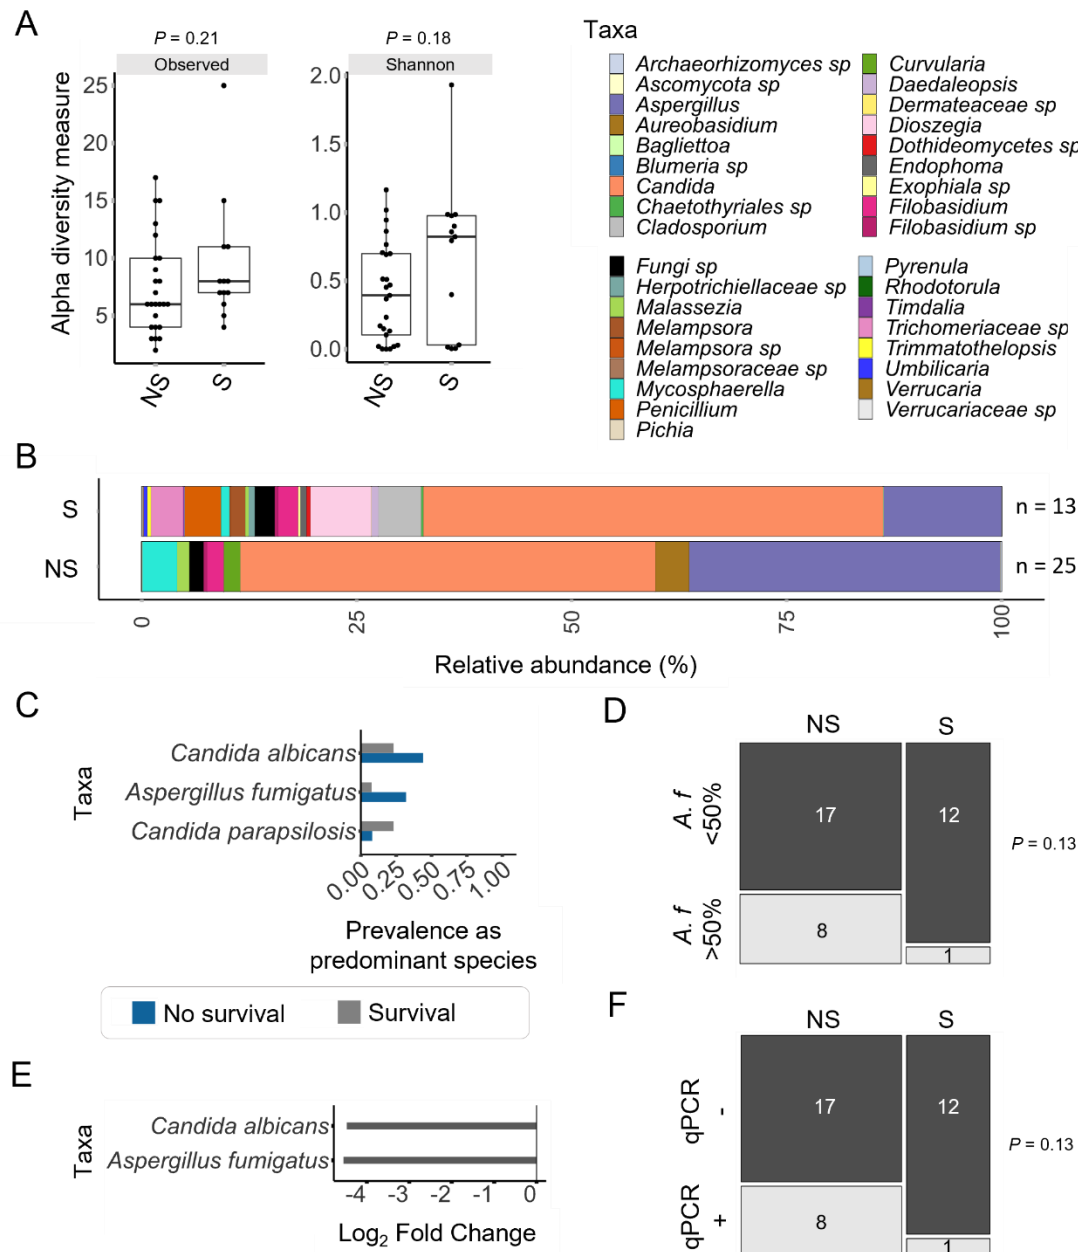 A
P = 0.21
P = 0.18
Observed
Shannon
Alpha diversity measure
25
20
15
10
5
2.0
1.5
1.0
0.5
0.0
NS
S
NS
S
Taxa
Archaeorhizomyces sp
Ascomycota sp
Aspergillus
Aureobasidium
Bagliettoa
Blumeria sp
Candida
Chaetothyriales sp
Cladosporium
Curvularia
Daedaleopsis
Dermateaceae sp
Dioszegia
Dothideomycetes sp
Endophoma
Exophiala sp
Filobasidium
Filobasidium sp
Fungi sp
Herpotrichiellaceae sp
Malassezia
Melampsora
Melampsora sp
Melampsoraceae sp
Mycosphaerella
Penicillium
Pichia
Pyrenula
Rhodotorula
Timdalia
Trichomeriaceae sp
Trimmatothelopsis
Umbilicaria
Verrucaria
Verrucariaceae sp
B
S
n = 13
NS
n = 25
0
25
50
75
100
Relative abundance (%)
C
Taxa
Candida albicans
Aspergillus fumigatus
Candida parapsilosis
0.00
0.25
0.50
0.75
1.00
Prevalence as
predominant species
No survival
Survival
D
NS
S
A. f
<50%
A. f
>50%
17
12
8
1
P = 0.13
E
Taxa
Candida albicans
Aspergillus fumigatus
-4
-3
-2
-1
0
Log₂ Fold Change
F
NS
S
qPCR
-
qPCR
+
17
12
8
1
P = 0.13